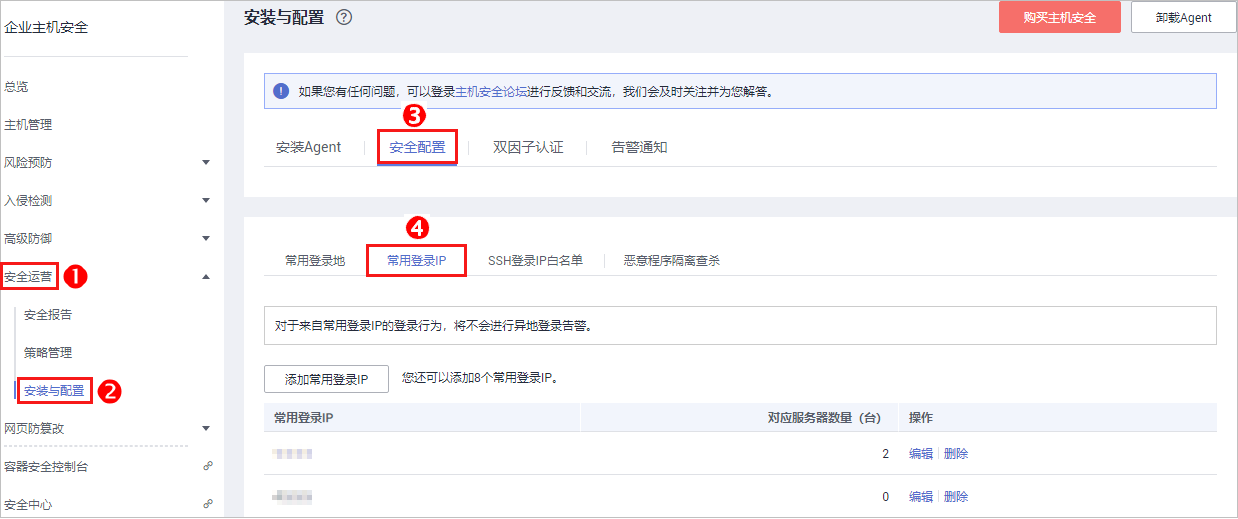 企业主机安全
总览
主机管理
风险预防
入侵检测
高级防御
安全运营 1
安全报告
策略管理
安装与配置 2
网页防篡改
容器安全控制台
安全中心
安装与配置 ?
购买主机安全 卸载Agent
! 如果您有任何问题，可以登录主机安全论坛进行反馈和交流，我们会及时关注并为您解答。
3
安装Agent 安全配置 双因子认证 告警通知
4
常用登录地 常用登录IP SSH登录IP白名单 恶意程序隔离查杀
对于来自常用登录IP的登录行为，将不会进行异地登录告警。
添加常用登录IP 您还可以添加8个常用登录IP。
常用登录IP 对应服务器数量（台） 操作
2 编辑 删除
0 编辑 删除